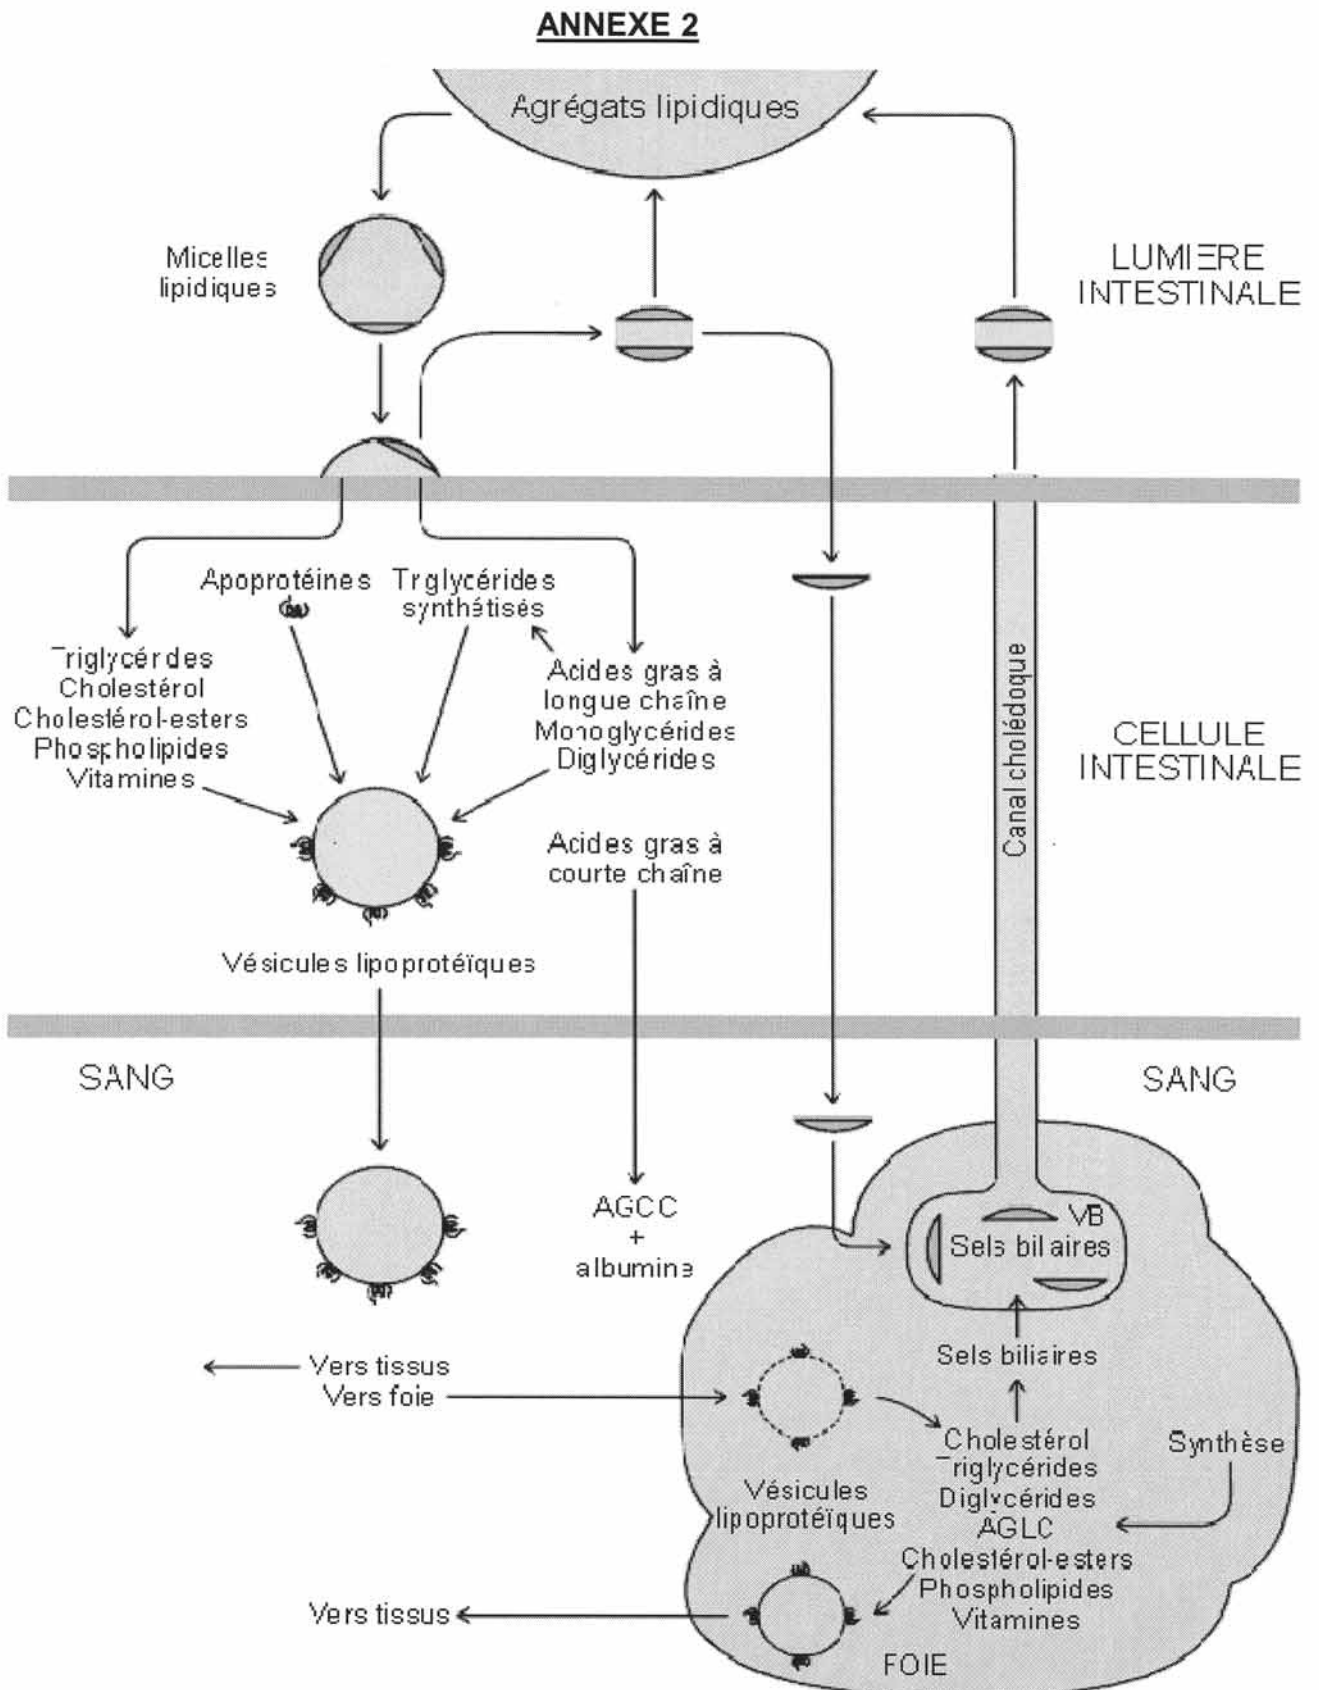 ANNEXE 2
Agrégats lipidiques
Micelles
lipidiques
LUMIERE
INTESTINALE
Apoprotéines
Trglycérides
synthétisés
Triglycérides
Cholestérol
Cholestérol-esters
Phospholipides
Vitamines
Acides gras à
longue chaîne
Monoglycérides
Diglycérides
Acides gras à
courte chaîne
Canal cholédoque
CELLULE
INTESTINALE
Vésicules lipoprotéïques
SANG
SANG
AGCC
+
albumine
VB
Sels biliaires
Sels biliaires
Vers tissus
Vers foie
Cholestérol
Triglycérides
Diglycérides
AGLC
Cholestérol-esters
Phospholipides
Vitamines
Synthèse
Vésicules
lipoprotéïques
Vers tissus
FOIE